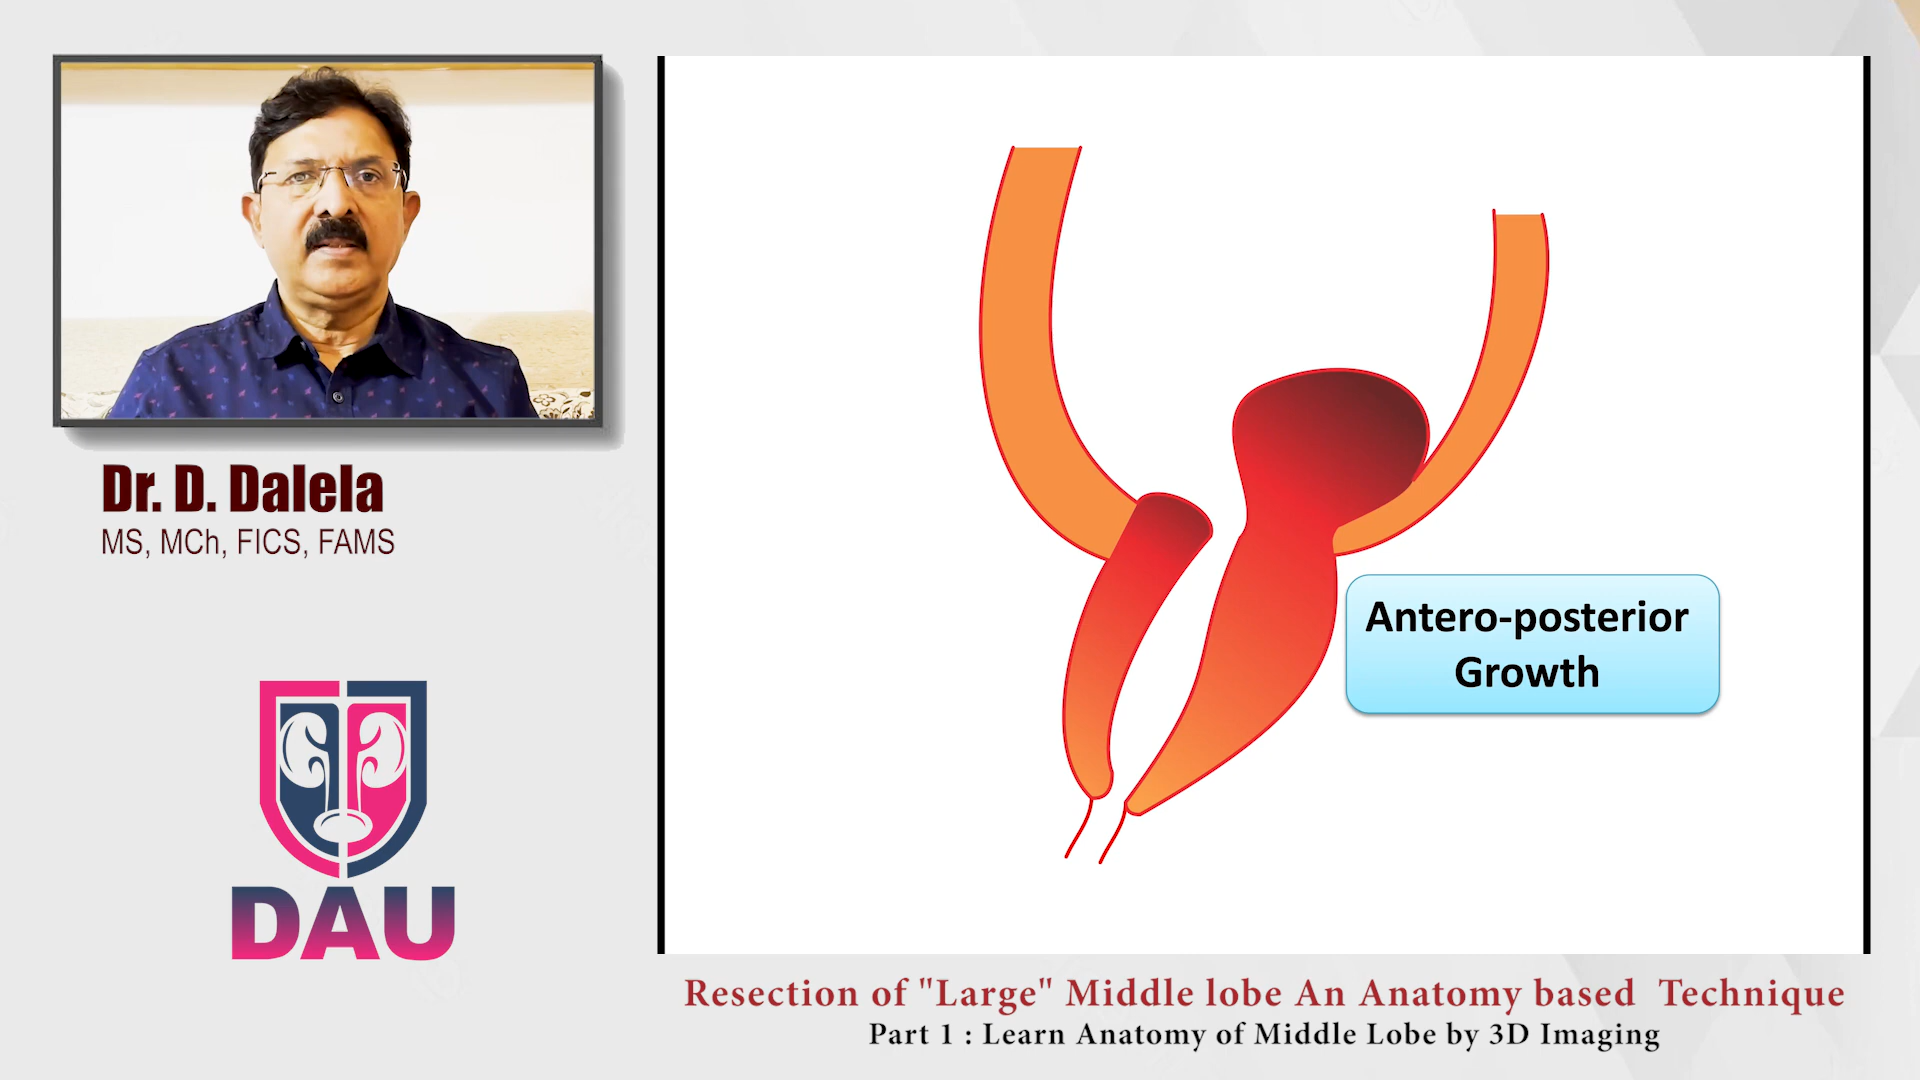 Dr. D. Dalela
MS, MCh, FICS, FAMS
DAU
Antero-posterior
Growth
Resection of "Large" Middle lobe An Anatomy based  Technique
Part 1 : Learn Anatomy of Middle Lobe by 3D Imaging